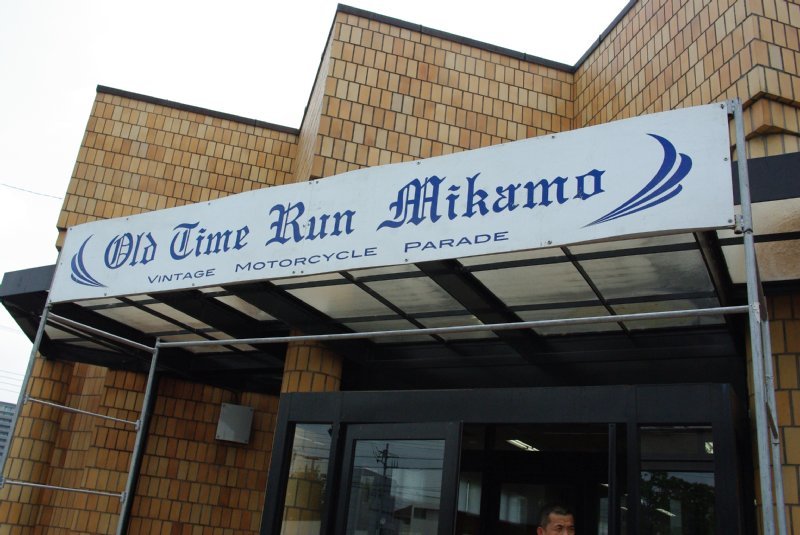 Old Time Run Mikamo
Vintage Motorcycle Parade